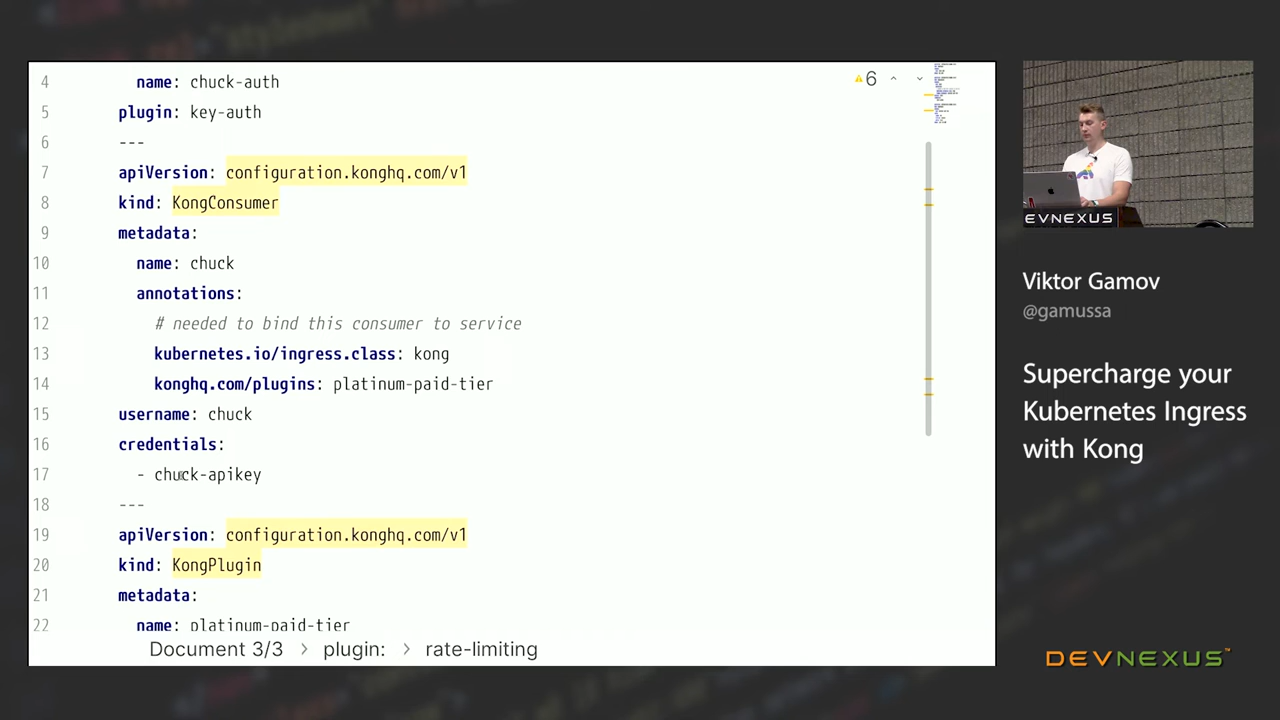 4 name: chuck-auth
5 plugin: key-auth
6 ---
7 apiVersion: configuration.konghq.com/v1
8 kind: KongConsumer
9 metadata:
10 name: chuck
11 annotations:
12 # needed to bind this consumer to service
13 kubernetes.io/ingress.class: kong
14 konghq.com/plugins: platinum-paid-tier
15 username: chuck
16 credentials:
17 - chuck-apikey
18 ---
19 apiVersion: configuration.konghq.com/v1
20 kind: KongPlugin
21 metadata:
22 name: platinum-paid-tier
Document 3/3 > plugin: > rate-limiting
6
EVNEXUS
Viktor Gamov
@gamussa
Supercharge your
Kubernetes Ingress
with Kong
DEVNEXUS™